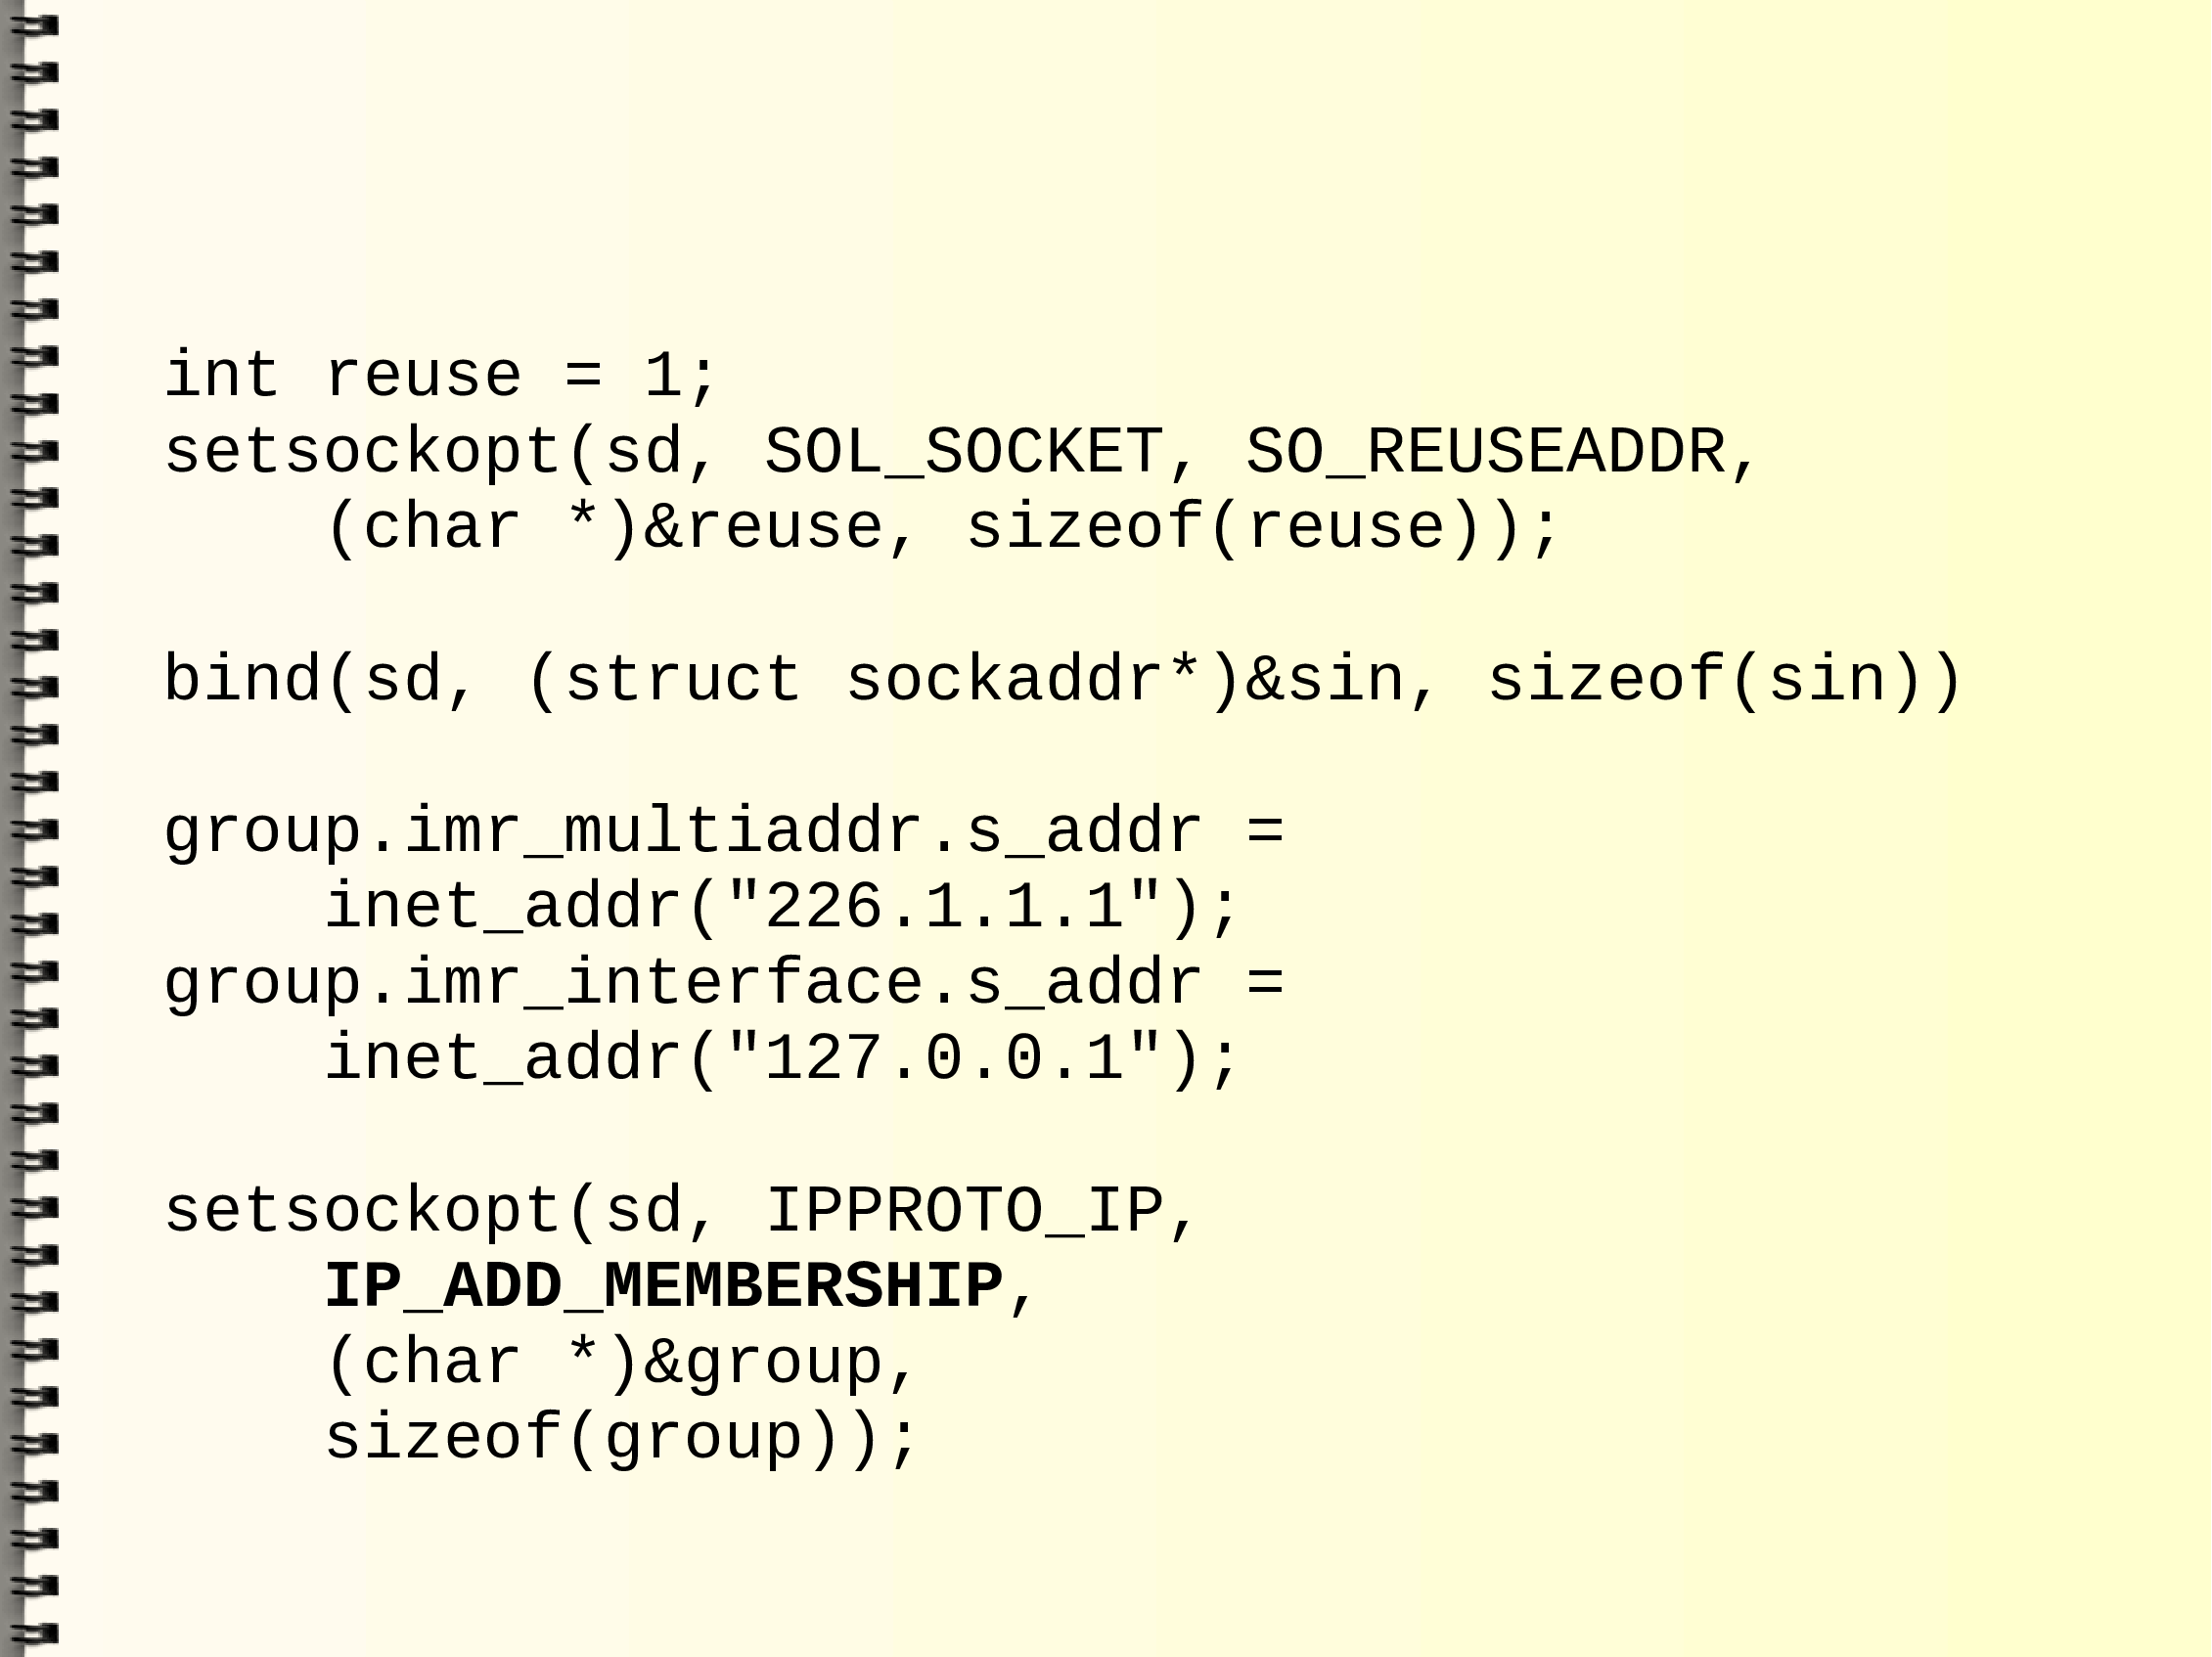 int reuse = 1;
setsockopt(sd, SOL_SOCKET, SO_REUSEADDR,
    (char *)&reuse, sizeof(reuse));
bind(sd, (struct sockaddr*)&sin, sizeof(sin))
group.imr_multiaddr.s_addr =
    inet_addr("226.1.1.1");
group.imr_interface.s_addr =
    inet_addr("127.0.0.1");
setsockopt(sd, IPPROTO_IP,
    IP_ADD_MEMBERSHIP,
    (char *)&group,
    sizeof(group));